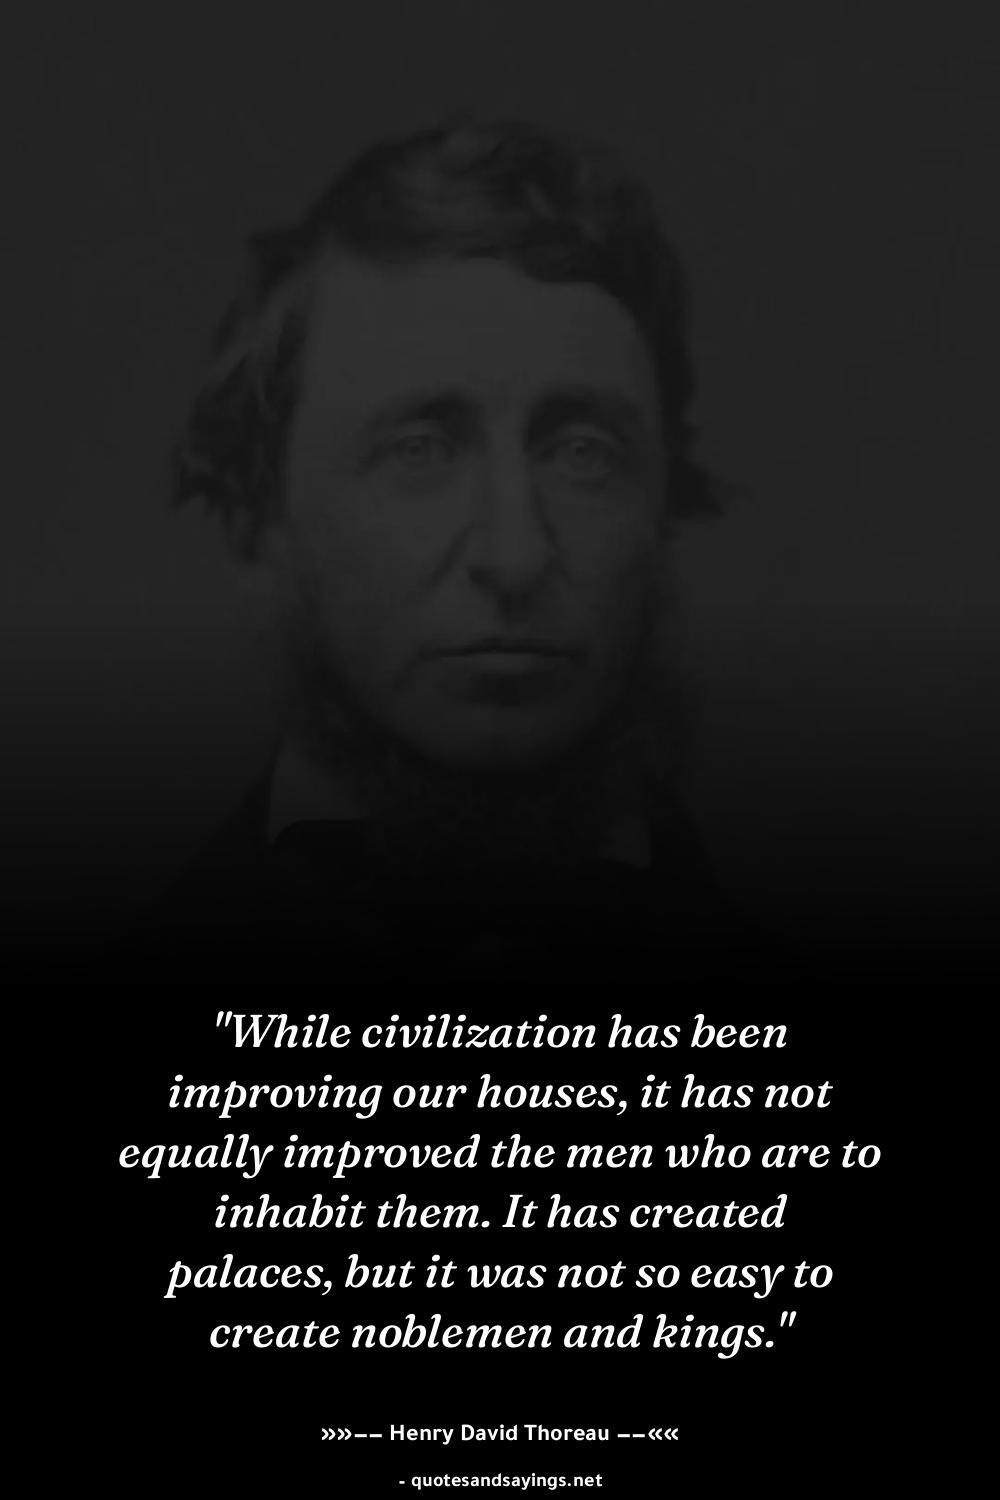 "While civilization has been
improving our houses, it has not
equally improved the men who are to
inhabit them. It has created
palaces, but it was not so easy to
create noblemen and kings."
»»−− Henry David Thoreau −−««
- quotesandsayings.net